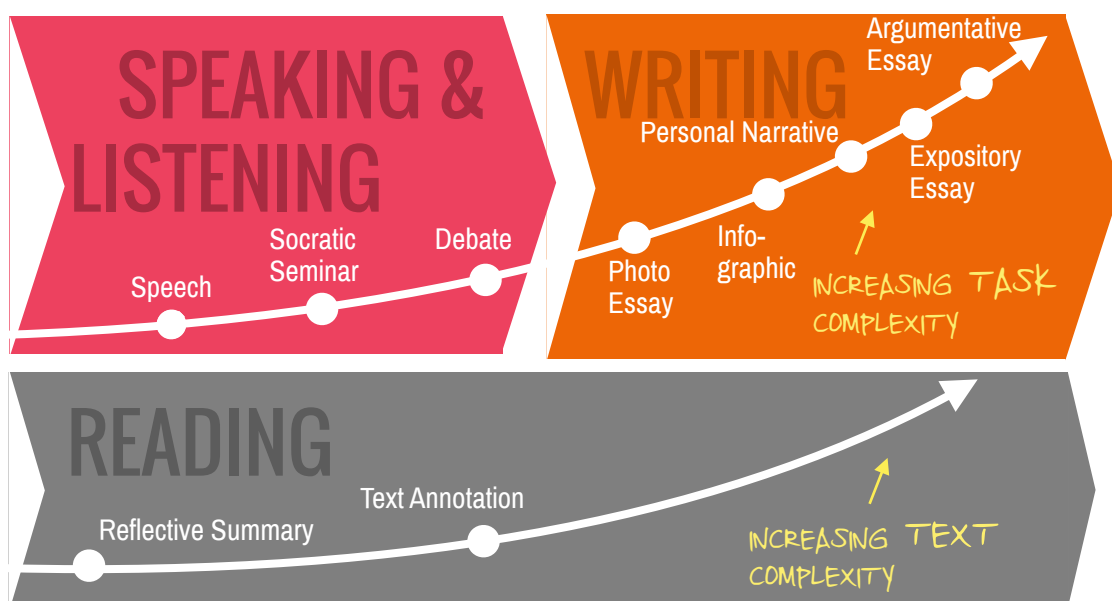 SPEAKING &
LISTENING
Speech
Socratic
Seminar
Debate
WRITING
Photo
Essay
Info-
graphic
Personal Narrative
Expository
Essay
Argumentative
Essay
INCREASING TASK
COMPLEXITY
READING
Reflective Summary
Text Annotation
INCREASING TEXT
COMPLEXITY